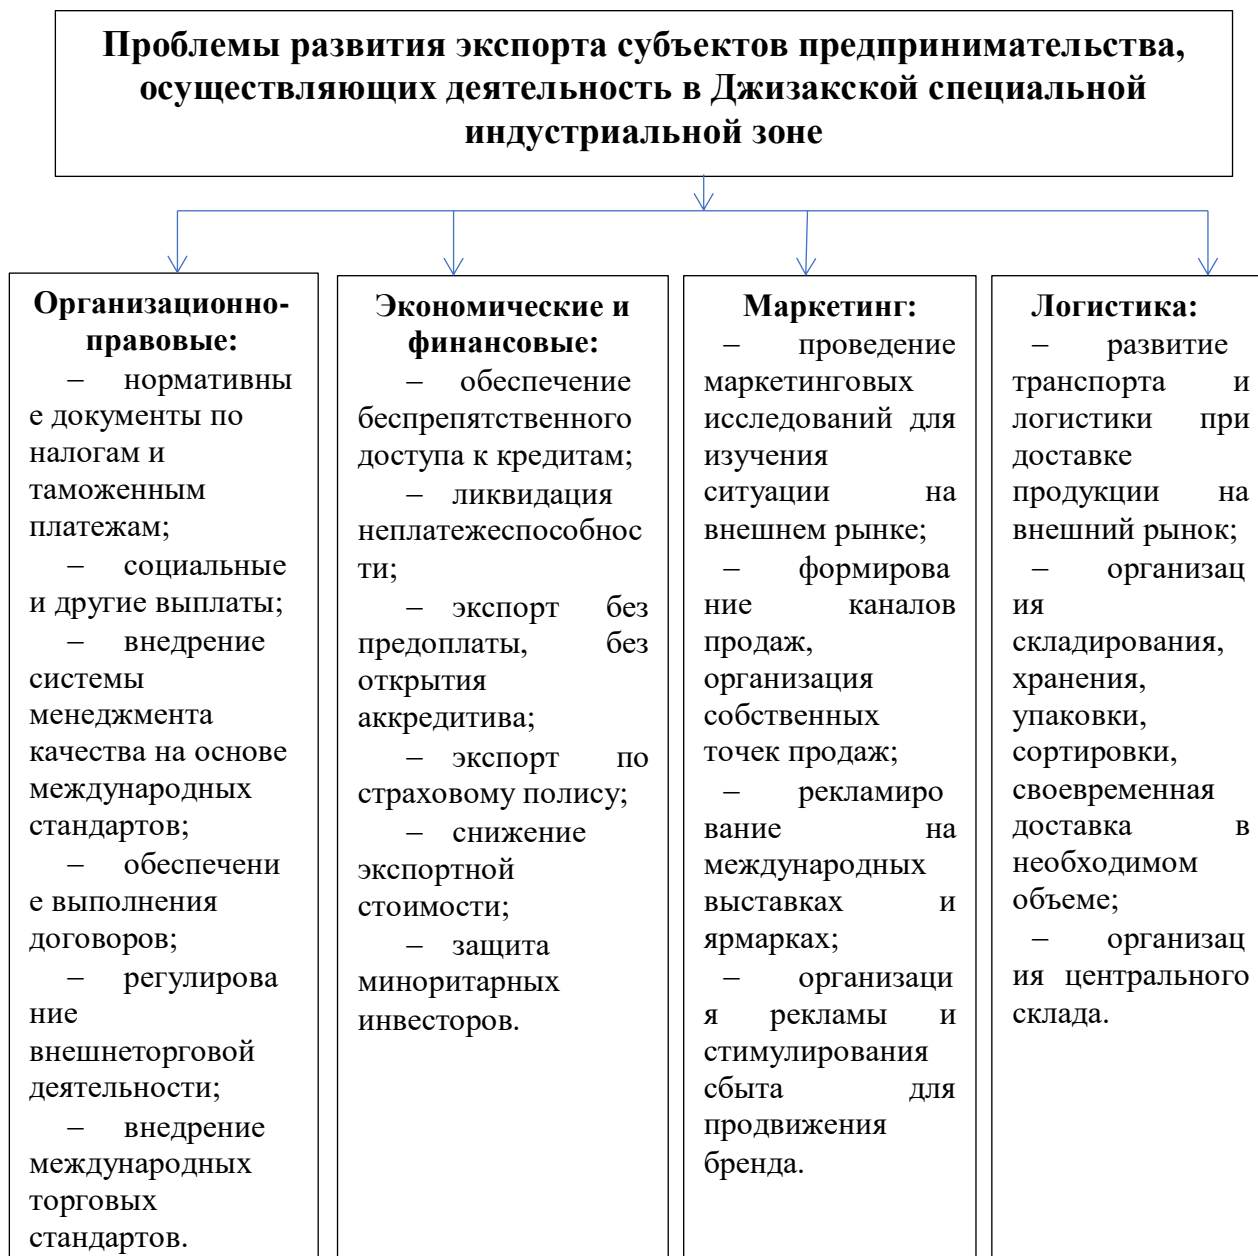 Проблемы развития экспорта субъектов предпринимательства,
осуществляющих деятельность в Джизакской специальной
индустриальной зоне
Организационно-
правовые:
– нормативны
е документы по
налогам и
таможенным
платежам;
– социальные
и другие выплаты;
– внедрение
системы
менеджмента
качества на основе
международных
стандартов;
– обеспечени
е выполнения
договоров;
– регулирова
ние
внешнеторговой
деятельности;
– внедрение
международных
торговых
стандартов.
Экономические и
финансовые:
– обеспечение
беспрепятственного
доступа к кредитам;
– ликвидация
неплатежеспособнос
ти;
– экспорт без
предоплаты, без
открытия
аккредитива;
– экспорт по
страховому полису;
– снижение
экспортной
стоимости;
– защита
миноритарных
инвесторов.
Маркетинг:
– проведение
маркетинговых
исследований для
изучения
ситуации на
внешнем рынке;
– формирова
ние каналов
продаж,
организация
собственных
точек продаж;
– рекламиро
вание на
международных
выставках и
ярмарках;
– организаци
я рекламы и
стимулирования
сбыта для
продвижения
бренда.
Логистика:
– развитие
транспорта и
логистики при
доставке
продукции на
внешний рынок;
– организац
ия
складирования,
хранения,
упаковки,
сортировки,
своевременная
доставка в
необходимом
объеме;
– организац
ия центрального
склада.